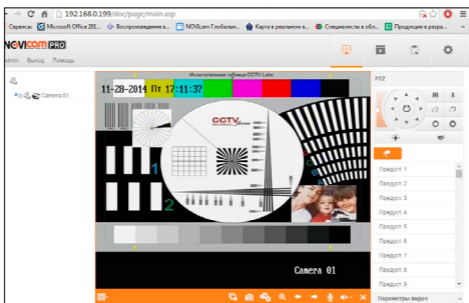 192.168.0.199/doc/page/main.asp
Сервисы Microsoft Office 201... Воспроизведение в... NOVIcam Глобальн... Карта в реальном в... Специалисты в обл... Продукция в разра...
NOVIcam PRO
admin Выход Помощь
Camera 01
Испытательная таблица CCTV Labs
11-28-2014 Пт 17:11:37
CCTV
1
2
Camera 01
PTZ
Предуст. 1
Предуст. 2
Предуст. 3
Предуст. 4
Предуст. 5
Предуст. 6
Предуст. 7
Предуст. 8
Предуст. 9
Параметры видео